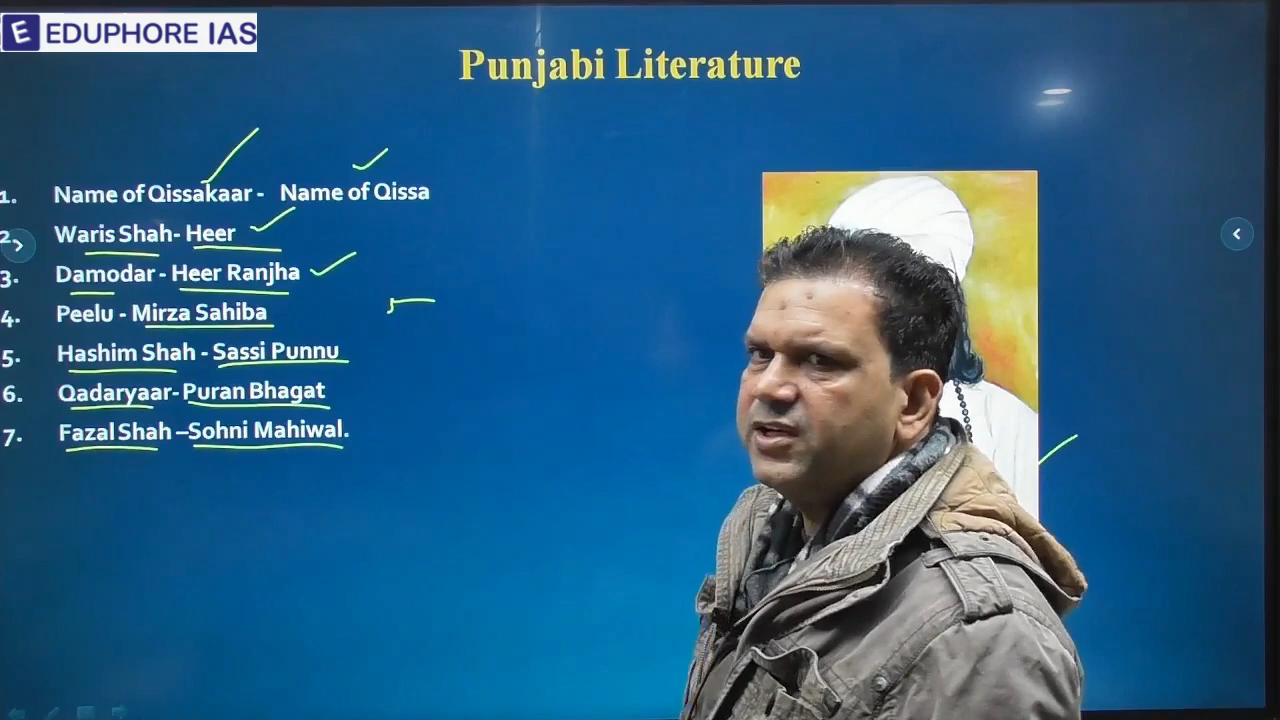 EDUPHORE IAS
Punjabi Literature
1. Name of Qissakaar - Name of Qissa
2. Waris Shah- Heer
3. Damodar - Heer Ranjha
4. Peelu - Mirza Sahiba
5. Hashim Shah - Sassi Punnu
6. Qadaryaar- Puran Bhagat
7. Fazal Shah –Sohni Mahiwal.